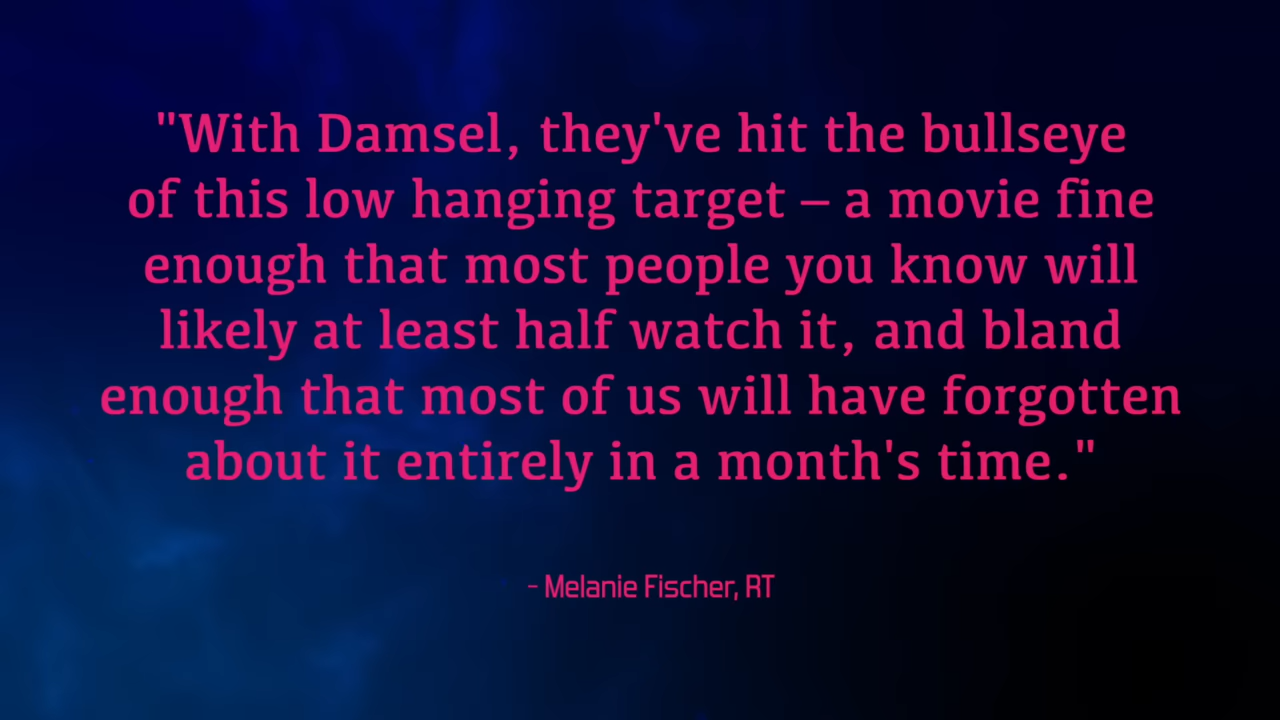 "With Damsel, they've hit the bullseye
of this low hanging target – a movie fine
enough that most people you know will
likely at least half watch it, and bland
enough that most of us will have forgotten
about it entirely in a month's time."
- Melanie Fischer, RT